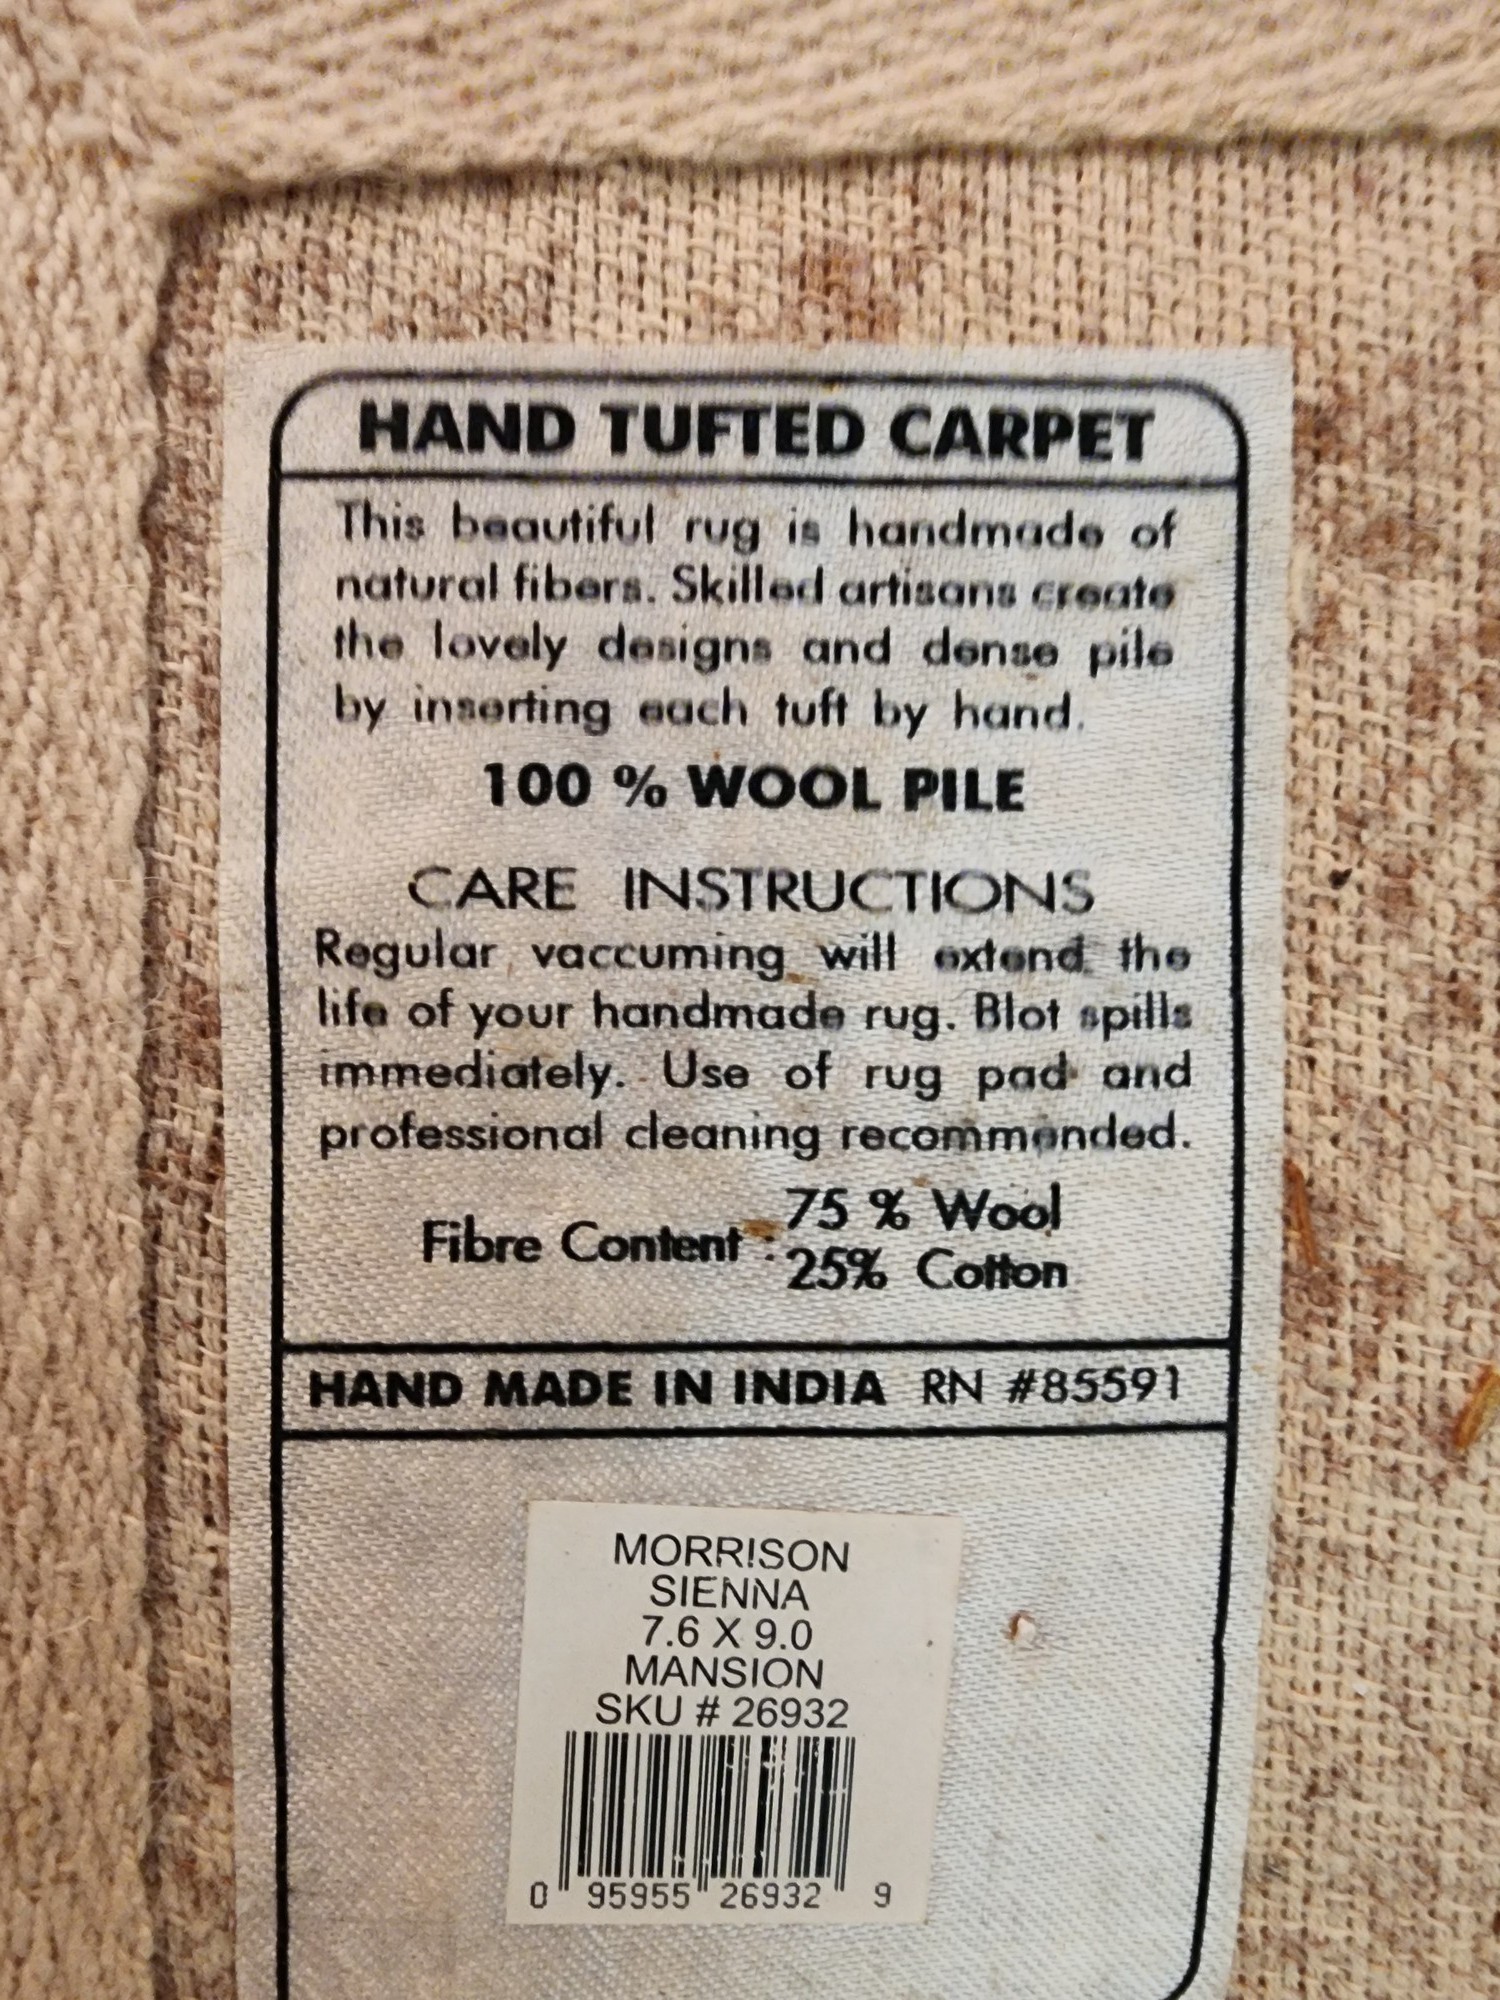 HAND TUFTED CARPET
This beautiful rug is handmade of
natural fibers. Skilled artisans create
the lovely designs and dense pile
by inserting each tuft by hand.
100 % WOOL PILE
CARE INSTRUCTIONS
Regular vaccuming will extend the
life of your handmade rug. Blot spills
immediately. Use of rug pad and
professional cleaning recommended.
Fibre Content : 75 % Wool
25% Cotton
HAND MADE IN INDIA RN #85591
MORRISON
SIENNA
7.6 X 9.0
MANSION
SKU # 26932
0 95955 26932 9